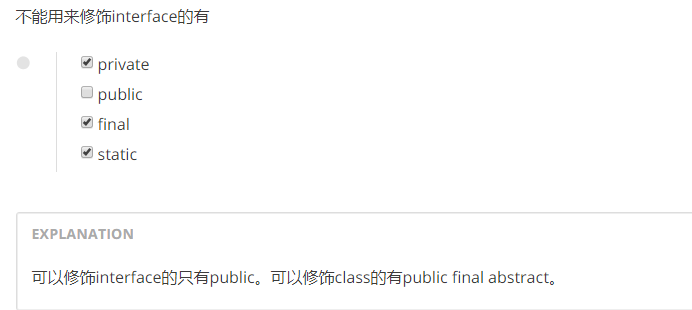 不能用来修饰interface的有
private
public
final
static
EXPLANATION
可以修饰interface的只有public。可以修饰class的有public final abstract。